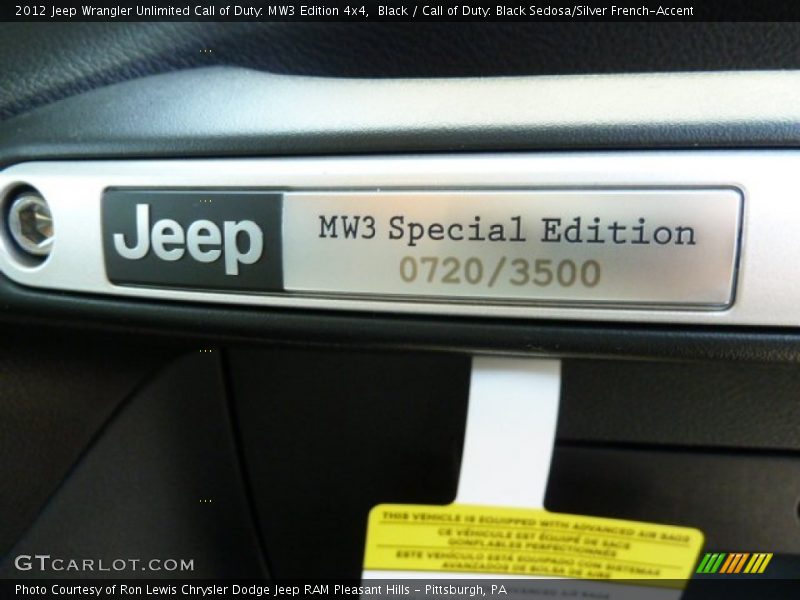 2012 Jeep Wrangler Unlimited Call of Duty: MW3 Edition 4x4,  Black / Call of Duty: Black Sedosa/Silver French-Accent
Jeep
MW3 Special Edition
0720/3500
THIS VEHICLE IS EQUIPPED WITH ADVANCED AIR BAGS
CE VÉHICULE EST ÉQUIPÉ DE SACS
GONFLABLES PERFECTIONNÉS
ESTE VEHÍCULO ESTÁ EQUIPADO CON SISTEMAS
AVANZADOS DE BOLSA DE AIRE
GTCARLOT.COM
Photo Courtesy of Ron Lewis Chrysler Dodge Jeep RAM Pleasant Hills - Pittsburgh, PA